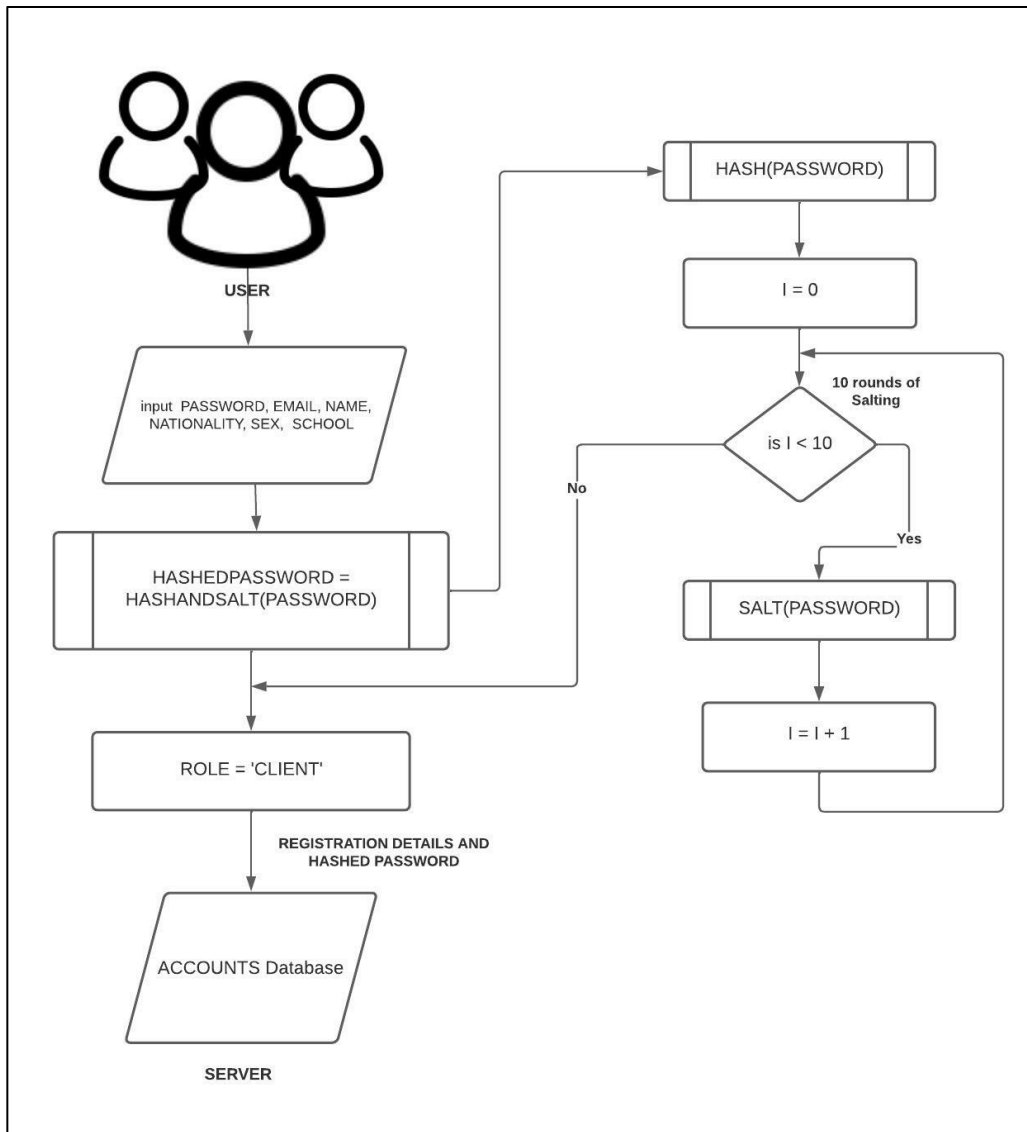 USER
input PASSWORD, EMAIL, NAME,
NATIONALITY, SEX, SCHOOL
HASHEDPASSWORD =
HASHANDSALT(PASSWORD)
ROLE = 'CLIENT'
REGISTRATION DETAILS AND
HASHED PASSWORD
ACCOUNTS Database
SERVER
HASH(PASSWORD)
I = 0
10 rounds of
Salting
is I < 10
No
Yes
SALT(PASSWORD)
I = I + 1